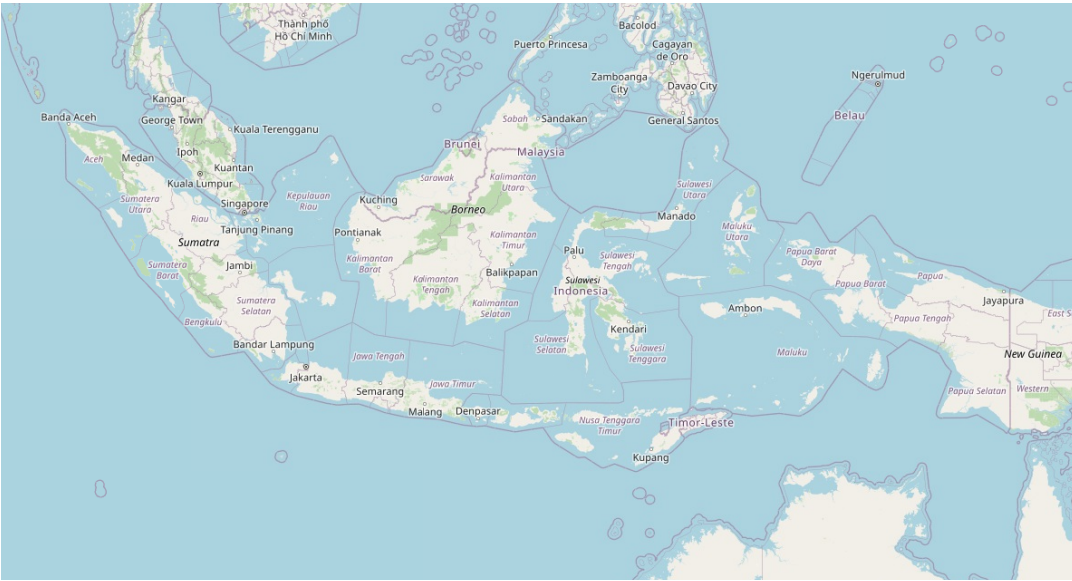 Thành phố
Hồ Chí Minh
Bacolod
Puerto Princesa
Cagayan
de Oro
Zamboanga
City
Davao City
Ngerulmud
Kangar
Banda Aceh
George Town
Kuala Terengganu
Sabah
Sandakan
General Santos
Belau
Ipoh
Brunei
Malaysia
Aceh
Medan
Kuantan
Kuala Lumpur
Sarawak
Kalimantan
Utara
Sulawesi
Utara
Sumatera
Utara
Singapore
Kepulauan
Riau
Kuching
Borneo
Manado
Riau
Tanjung Pinang
Pontianak
Maluku
Utara
Sumatra
Kalimantan
Timur
Palu
Papua Barat
Daya
Sumatera
Barat
Jambi
Kalimantan
Barat
Balikpapan
Sulawesi
Tengah
Papua
Kalimantan
Tengah
Sulawesi
Indonesia
Papua Barat
Sumatera
Selatan
Kalimantan
Selatan
Ambon
Jayapura
Bengkulu
Kendari
Papua Tengah
East S
Bandar Lampung
Jawa Tengah
Sulawesi
Selatan
Sulawesi
Tenggara
Maluku
New Guinea
Jakarta
Semarang
Jawa Timur
Papua Selatan
Western
Malang
Denpasar
Nusa Tenggara
Timur
Timor-Leste
Kupang